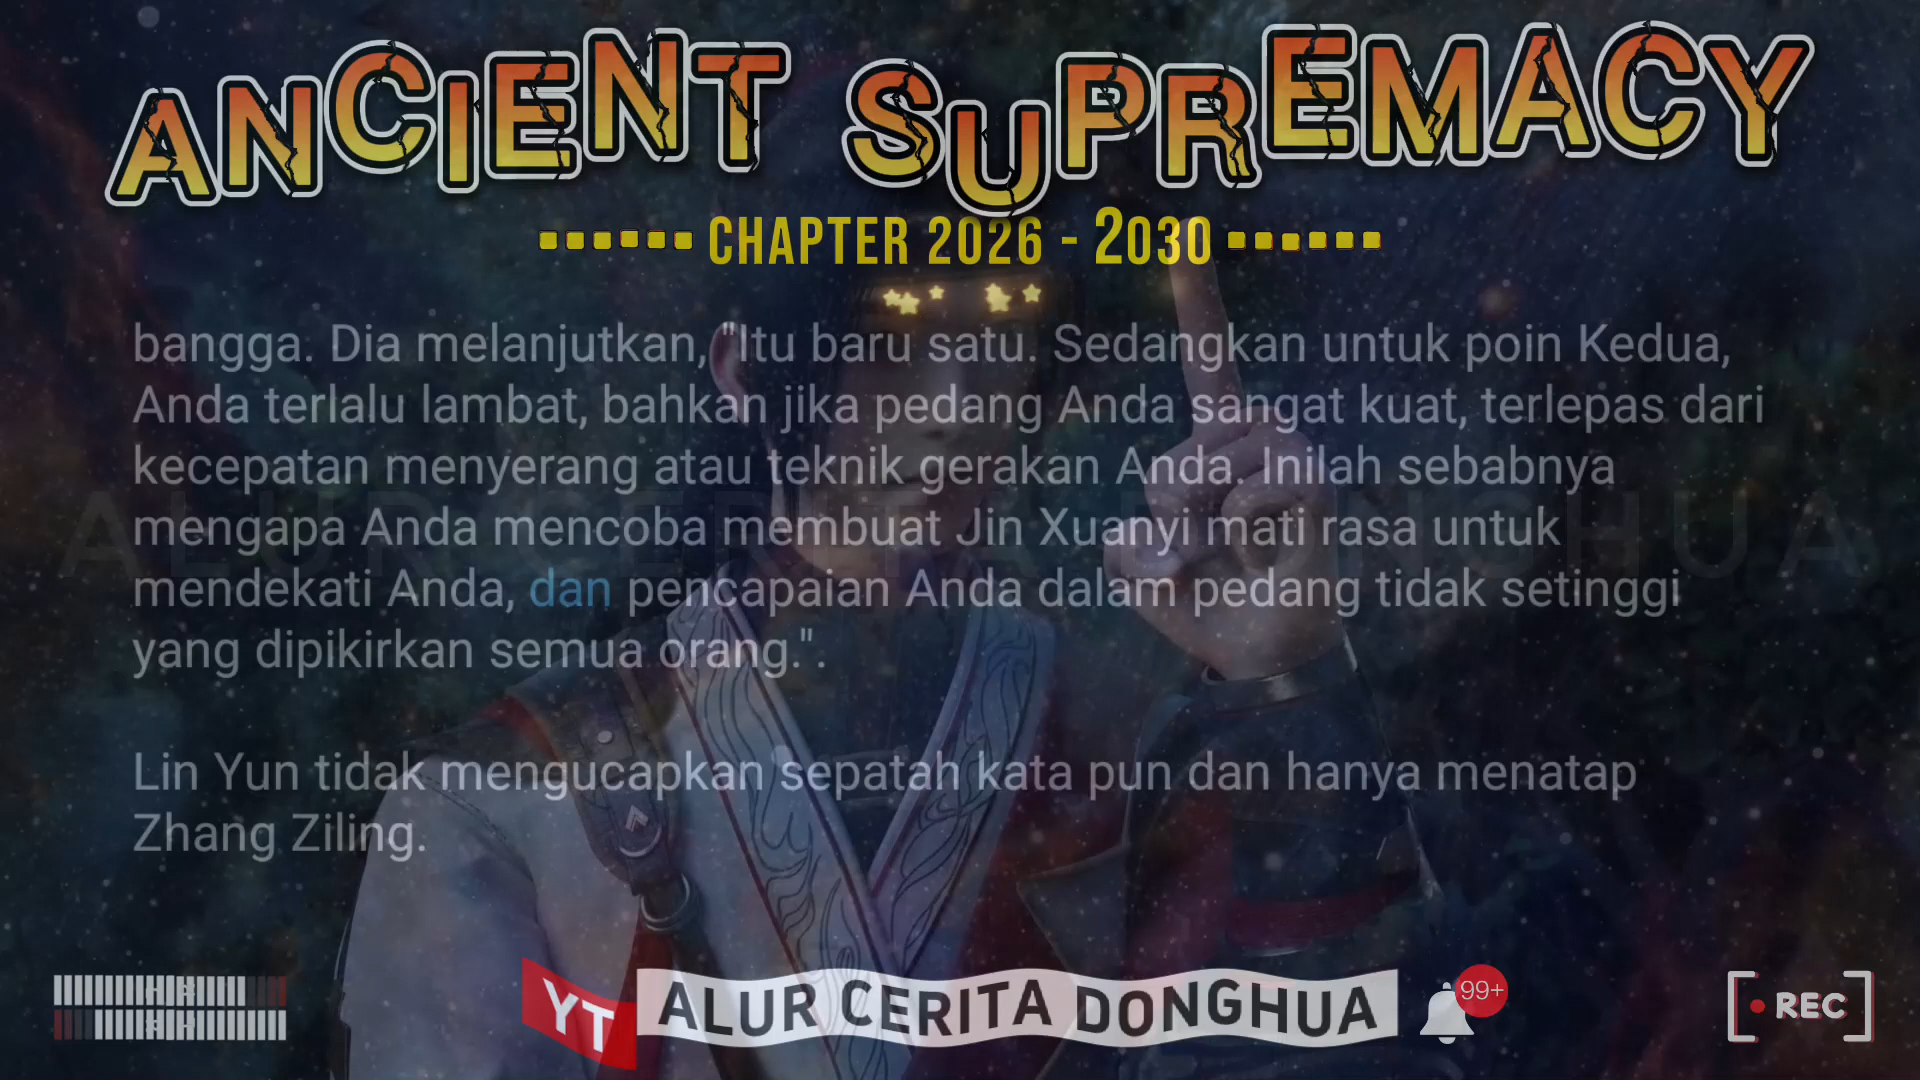 ANCIENT SUPREMACY
CHAPTER 2026 - 2030
bangga. Dia melanjutkan, "Itu baru satu. Sedangkan untuk poin Kedua,
Anda terlalu lambat, bahkan jika pedang Anda sangat kuat, terlepas dari
kecepatan menyerang atau teknik gerakan Anda. Inilah sebabnya
mengapa Anda mencoba membuat Jin Xuanyi mati rasa untuk
mendekati Anda, dan pencapaian Anda dalam pedang tidak setinggi
yang dipikirkan semua orang.".
ALUR CERITA DONGHUA
Lin Yun tidak mengucapkan sepatah kata pun dan hanya menatap
Zhang Ziling.
YT ALUR CERITA DONGHUA 99+
REC